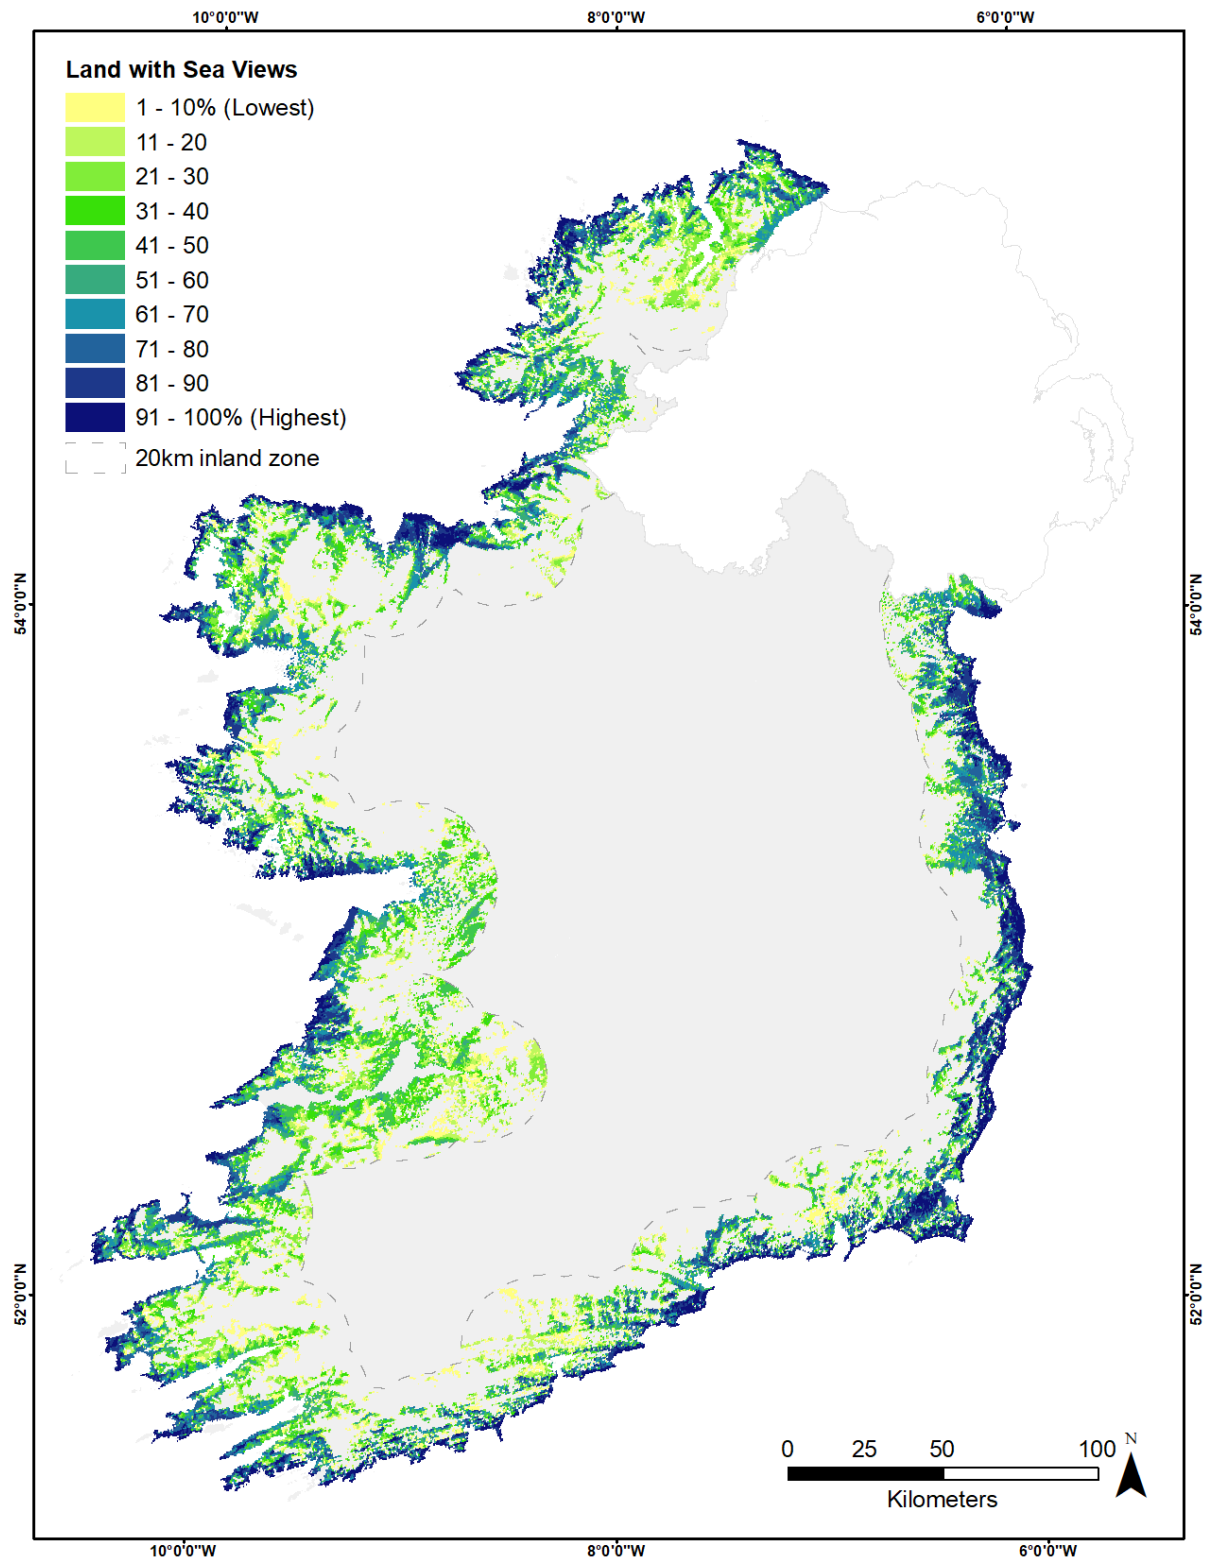 10°0'0"W 8°0'0"W 6°0'0"W
Land with Sea Views
1 - 10% (Lowest)
11 - 20
21 - 30
31 - 40
41 - 50
51 - 60
61 - 70
71 - 80
81 - 90
91 - 100% (Highest)
20km inland zone
54°0'0"N 54°0'0"N
52°0'0"N 52°0'0"N
0 25 50 100 N
Kilometers
10°0'0"W 8°0'0"W 6°0'0"W